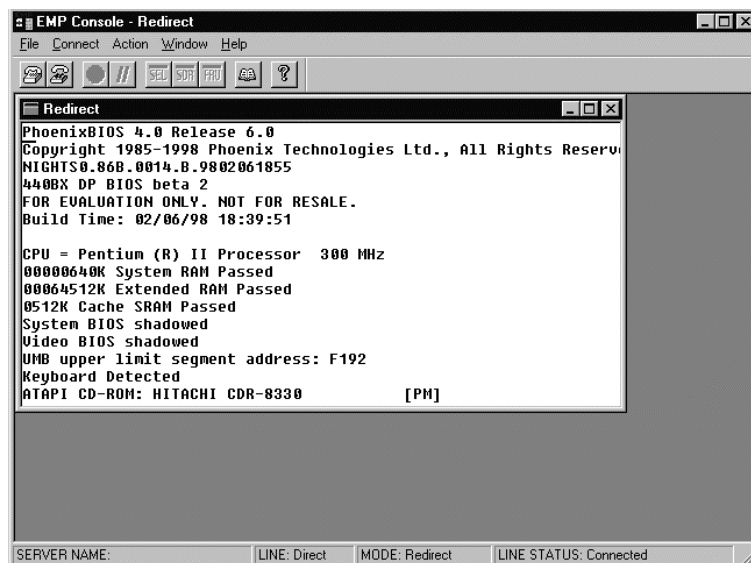 EMP Console - Redirect
File Connect Action Window Help
SEL SDR FRU
Redirect
PhoenixBIOS 4.0 Release 6.0
Copyright 1985-1998 Phoenix Technologies Ltd., All Rights Reserv
NIGHTS0.86B.0014.B.9802061855
440BX DP BIOS beta 2
FOR EVALUATION ONLY. NOT FOR RESALE.
Build Time: 02/06/98 18:39:51
CPU = Pentium (R) II Processor 300 MHz
00000640K System RAM Passed
00064512K Extended RAM Passed
0512K Cache SRAM Passed
System BIOS shadowed
Video BIOS shadowed
UMB upper limit segment address: F192
Keyboard Detected
ATAPI CD-ROM: HITACHI CDR-8330 [PM]
SERVER NAME: LINE: Direct MODE: Redirect LINE STATUS: Connected